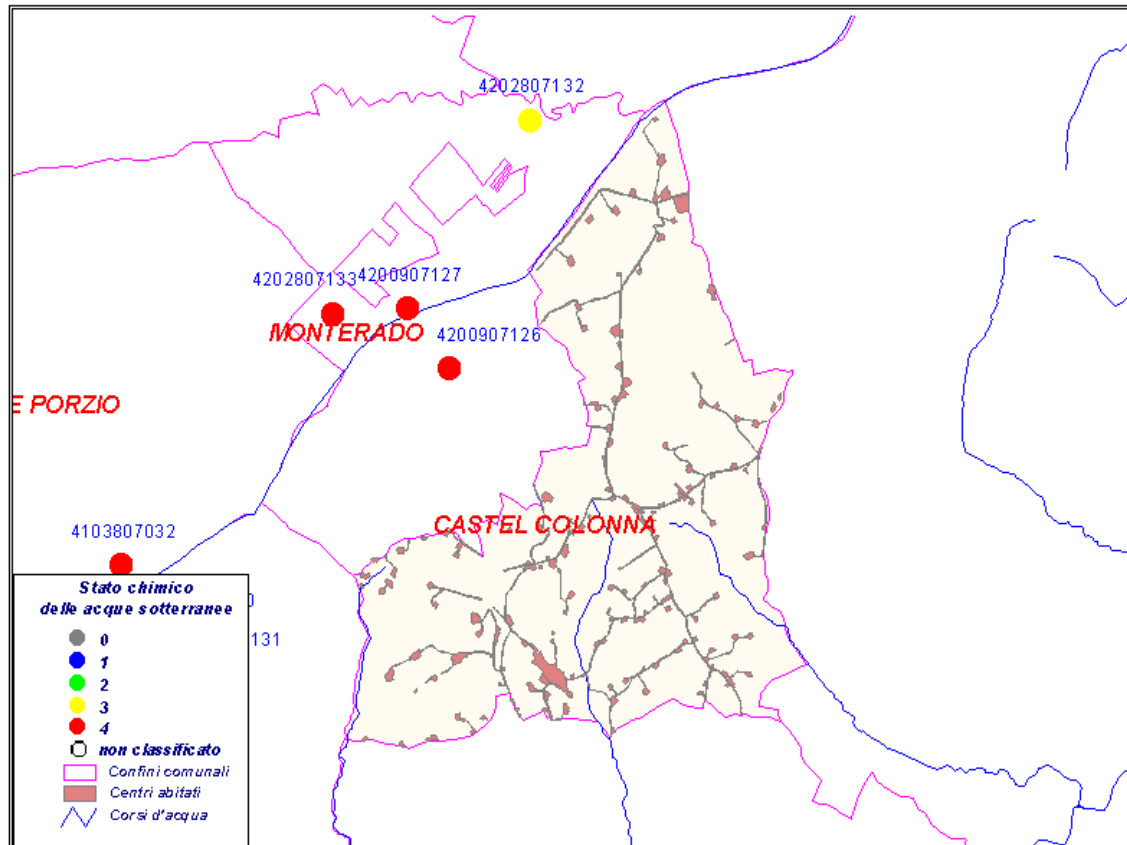 4202807132
4202807133
4200907127
MONTERADO
4200907126
E PORZIO
CASTEL COLONNA
4103807032
0
131
Stato chimico
delle acque sotterranee
0
1
2
3
4
non classificato
Confini comunali
Centri abitati
Corsi d'acqua